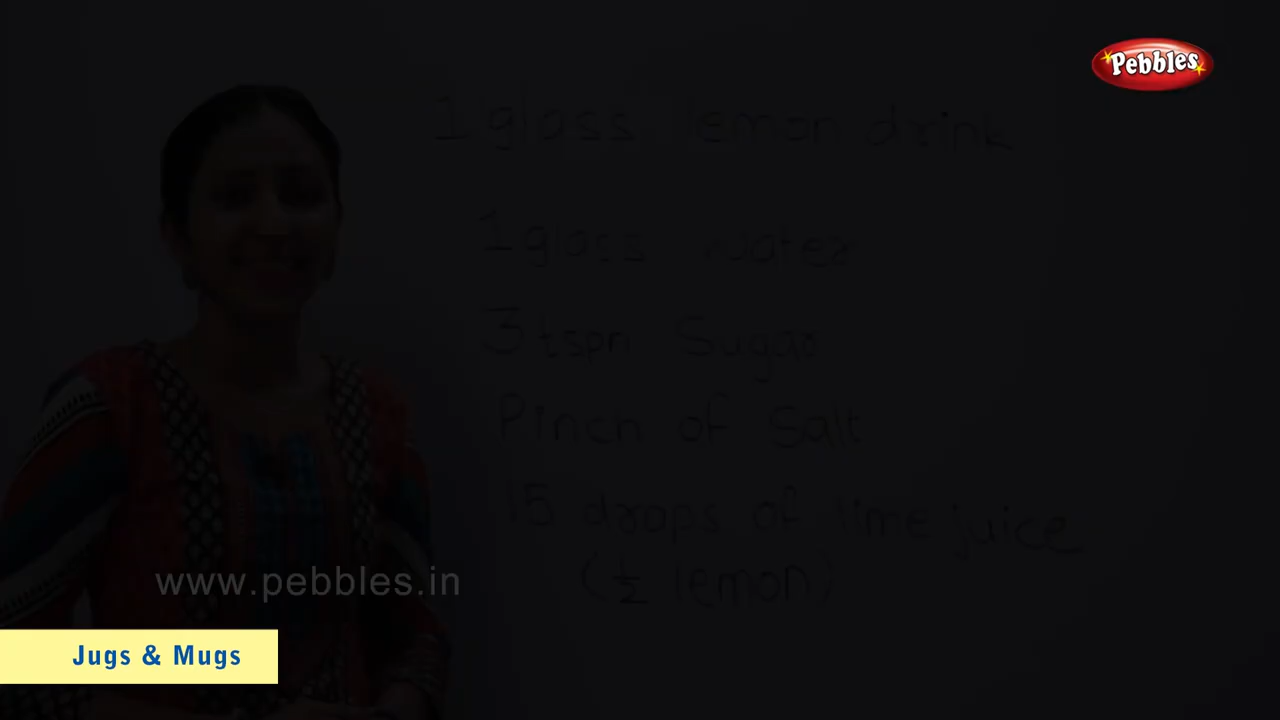 Pebbles
1 glass lemon drink
1 glass water
3 tspn Sugar
Pinch of Salt
15 drops of lime juice
(½ lemon)
www.pebbles.in
Jugs & Mugs